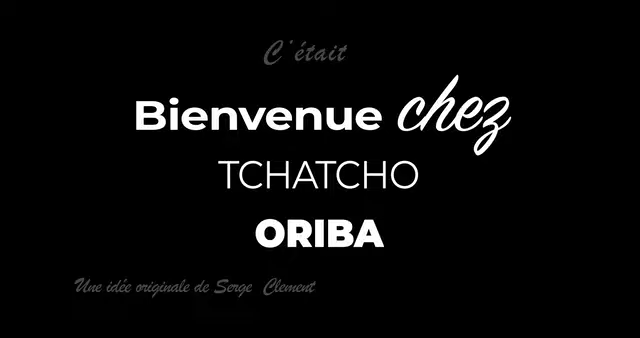 C'était
Bienvenue chez
TCHATCHO
ORIBA
Une idée originale de Serge Clement